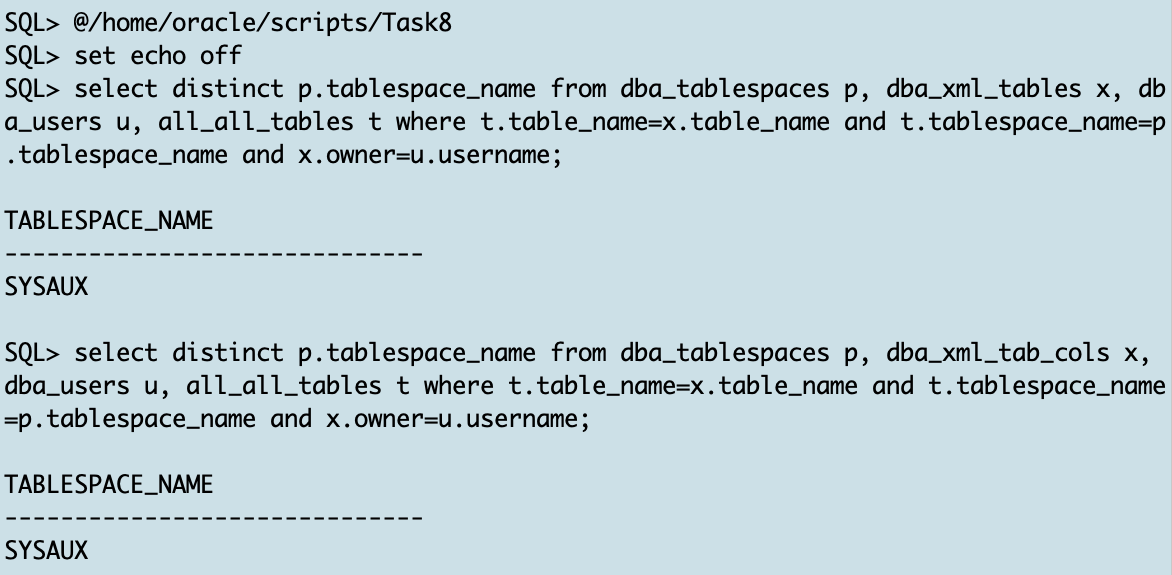 SQL> @/home/oracle/scripts/Task8
SQL> set echo off
SQL> select distinct p.tablespace_name from dba_tablespaces p, dba_xml_tables x, db
a_users u, all_all_tables t where t.table_name=x.table_name and t.tablespace_name=p
.tablespace_name and x.owner=u.username;

TABLESPACE_NAME
------------------------------
SYSAUX

SQL> select distinct p.tablespace_name from dba_tablespaces p, dba_xml_tab_cols x,
dba_users u, all_all_tables t where t.table_name=x.table_name and t.tablespace_name
=p.tablespace_name and x.owner=u.username;

TABLESPACE_NAME
------------------------------
SYSAUX